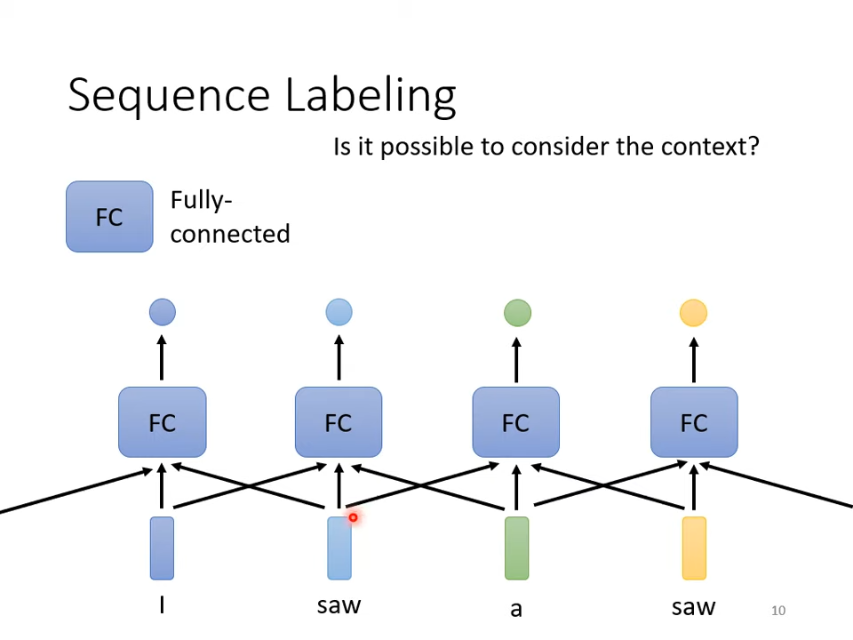 Sequence Labeling
Is it possible to consider the context?
FC
Fully-
connected
FC
FC
FC
FC
I
saw
a
saw
10